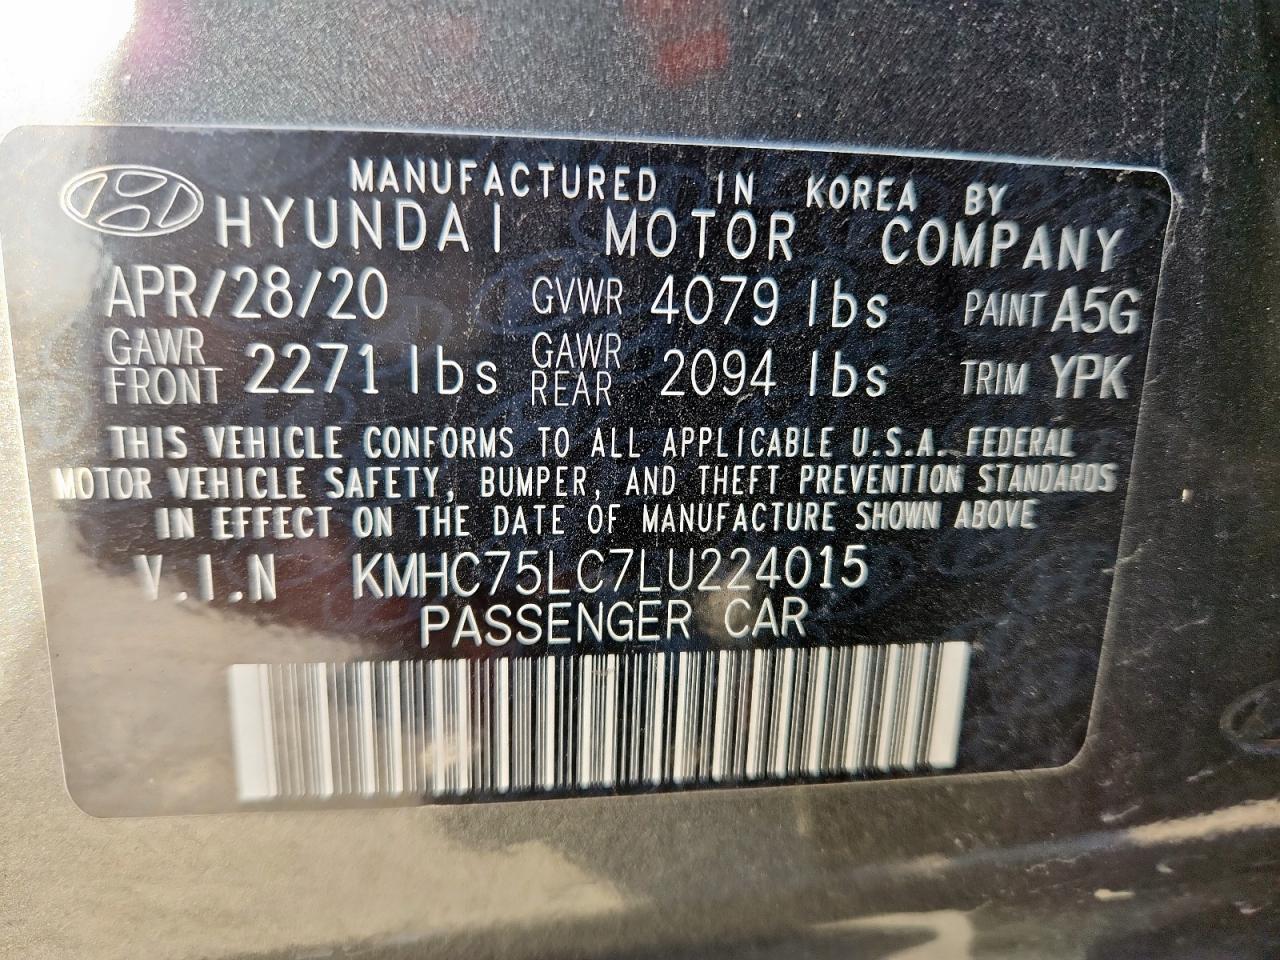 MANUFACTURED IN KOREA BY
HYUNDAI MOTOR COMPANY
APR/28/20 GVWR 4079 lbs PAINT A5G
GAWR FRONT 2271 lbs GAWR REAR 2094 lbs TRIM YPK
THIS VEHICLE CONFORMS TO ALL APPLICABLE U.S.A. FEDERAL
MOTOR VEHICLE SAFETY, BUMPER, AND THEFT PREVENTION STANDARDS
IN EFFECT ON THE DATE OF MANUFACTURE SHOWN ABOVE
V.I.N KMHC75LC7LU224015
PASSENGER CAR